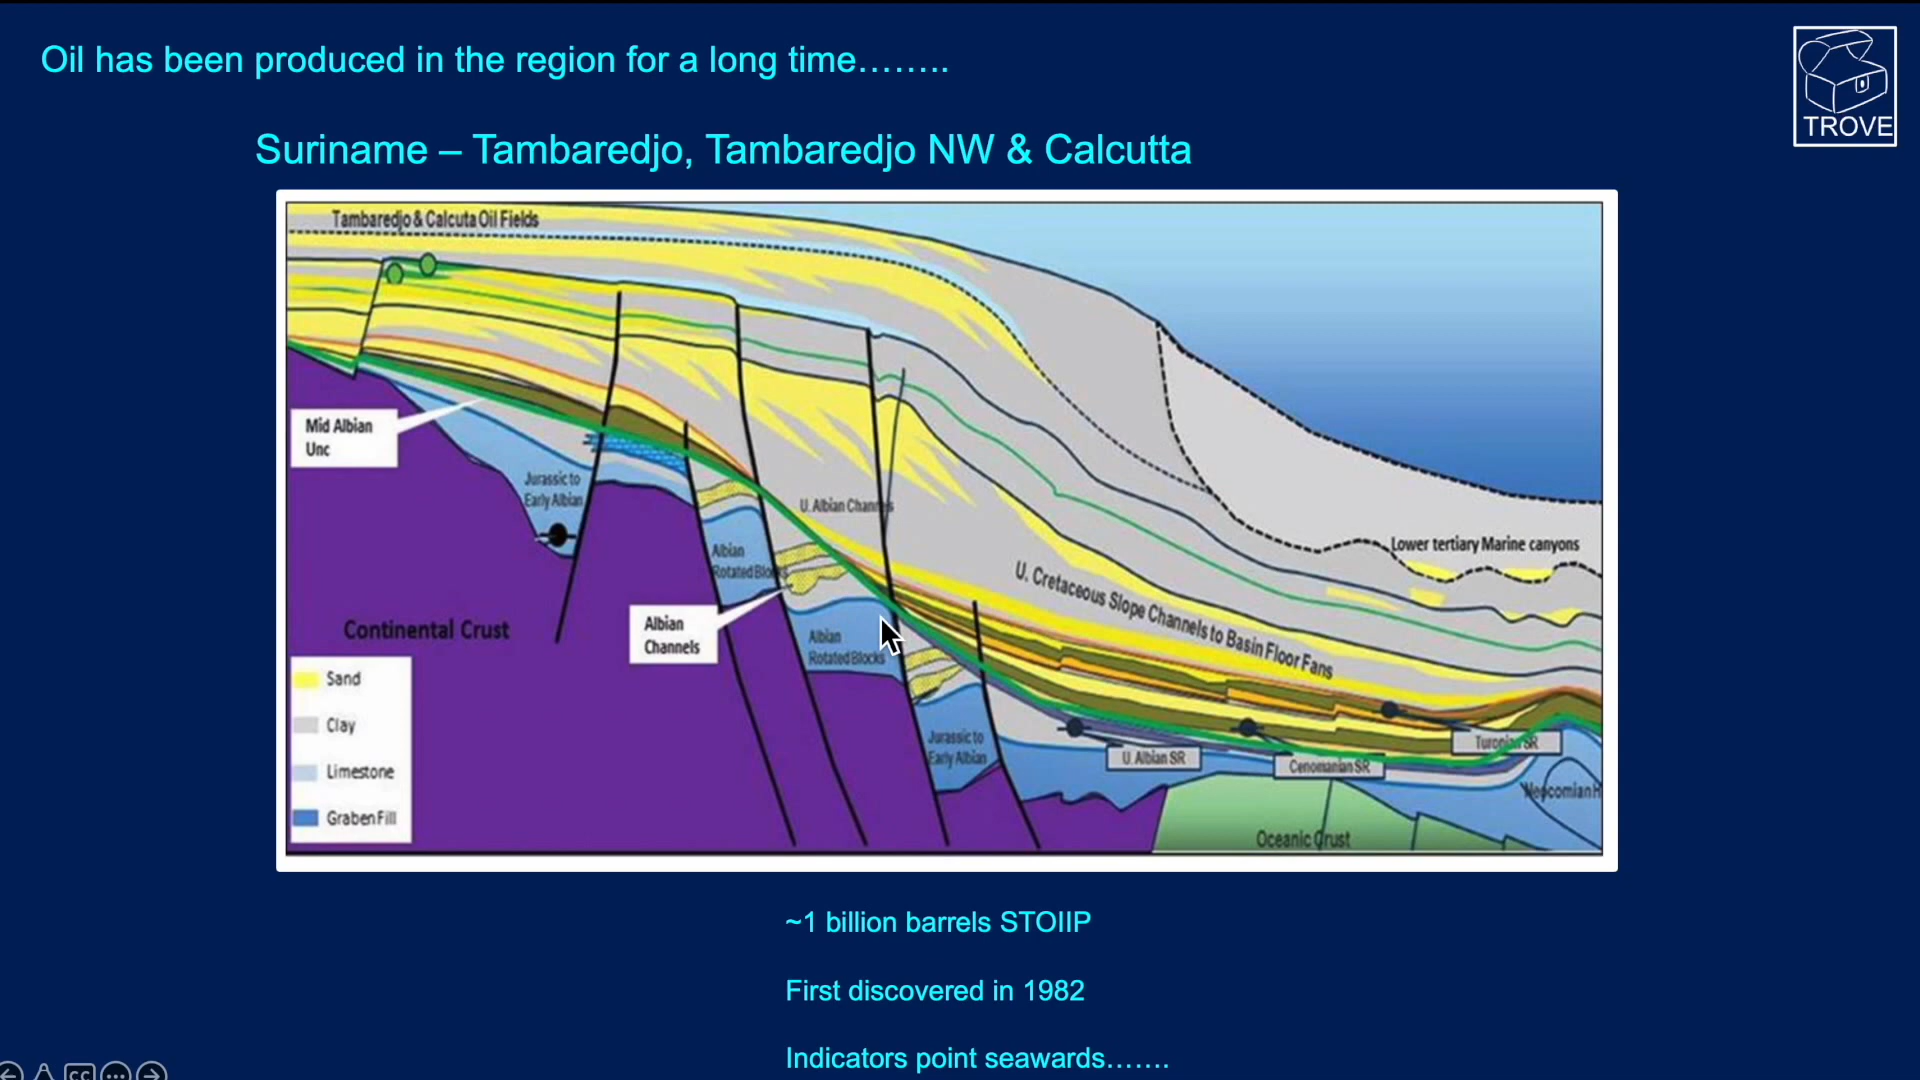 Oil has been produced in the region for a long time……..
TROVE
Suriname – Tambaredjo, Tambaredjo NW & Calcutta
Tambaredjo & Calcuta Oil Fields
Mid Albian
Unc
Jurassic to
Early Albian
U. Albian Channels
Albian
Rotated Blocks
Lower tertiary Marine canyons
U. Cretaceous Slope Channels to Basin Floor Fans
Continental Crust
Albian
Channels
Albian
Rotated Blocks
Sand
Clay
Limestone
Graben Fill
Jurassic to
Early Albian
U. Albian SR
Cenomanian SR
Turonian SR
Neocomian
Oceanic Crust
~1 billion barrels STOIIP
First discovered in 1982
Indicators point seawards…….
CC